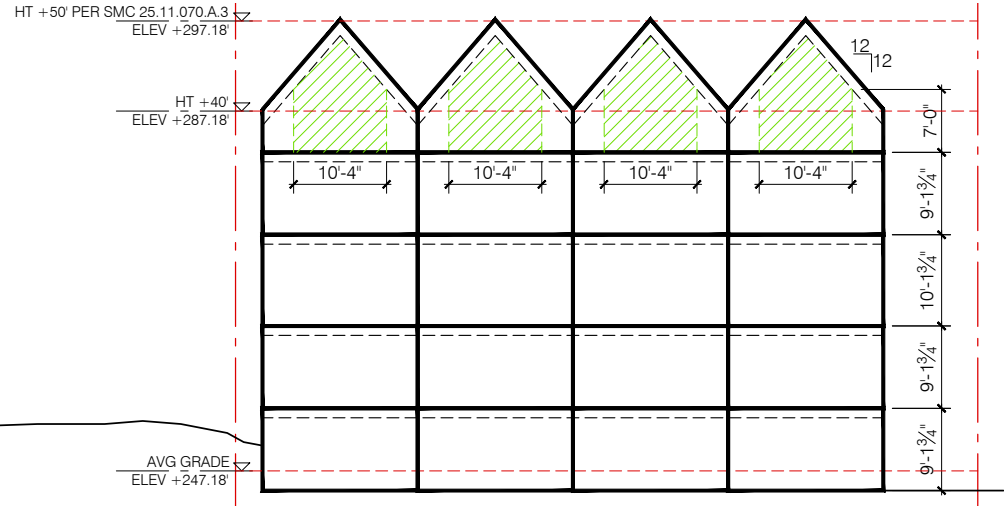 HT +50' PER SMC 25.11.070.A.3
ELEV +297.18'
12
12
HT +40'
ELEV +287.18'
7'-0"
10'-4" 10'-4" 10'-4" 10'-4"
9'-1¾"
10'-1¾"
9'-1¾"
9'-1¾"
AVG GRADE
ELEV +247.18'